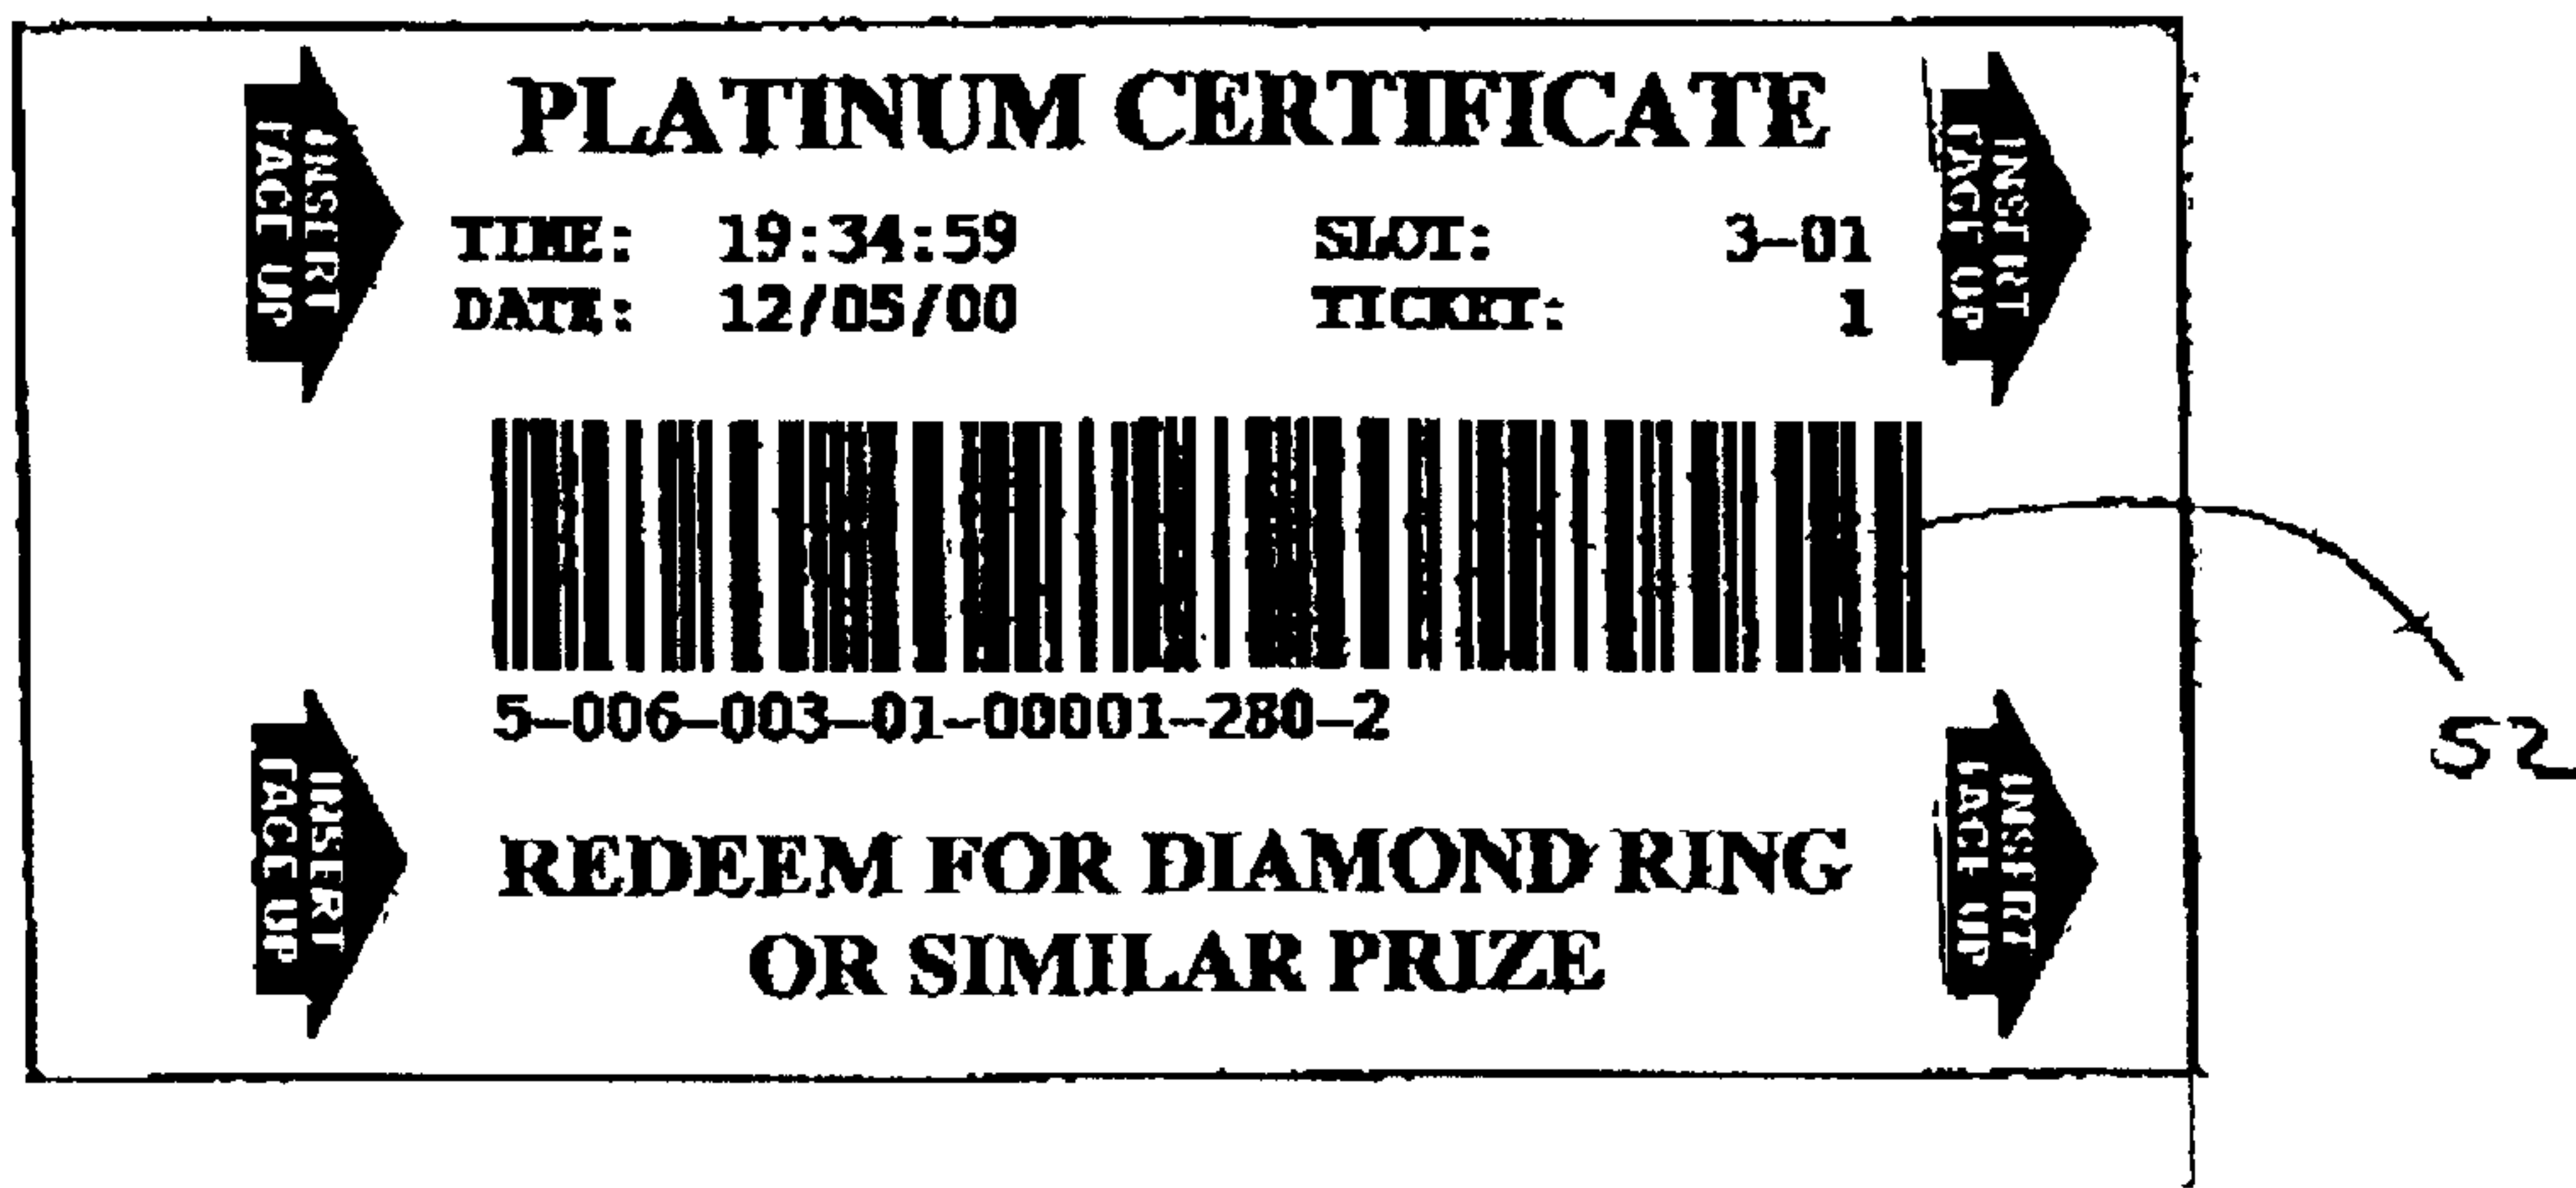 PLATINUM CERTIFICATE
INSERT
FACE UP
INSERT
FACE UP
TIME: 19:34:59 SLOT: 3-01
DATE: 12/05/00 TICKET: 1
5-006-003-01-00001-280-2
52
INSERT
FACE UP
INSERT
FACE UP
REDEEM FOR DIAMOND RING
OR SIMILAR PRIZE